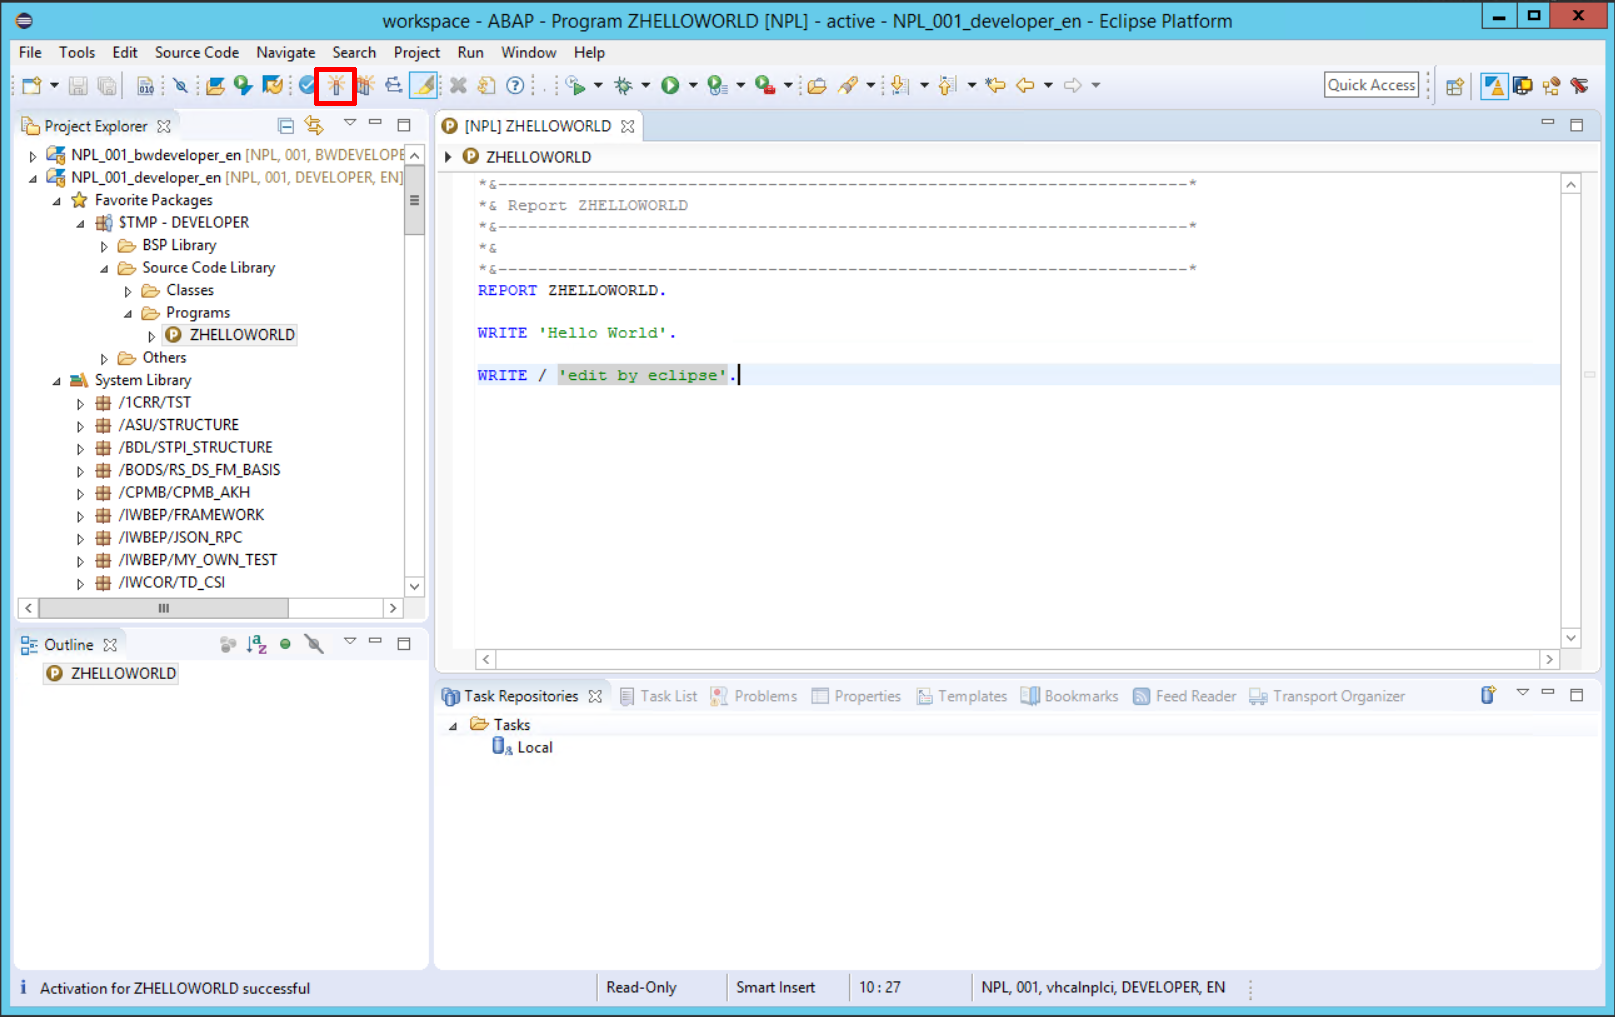 workspace - ABAP - Program ZHELLOWORLD [NPL] - active - NPL_001_developer_en - Eclipse Platform
File Tools Edit Source Code Navigate Search Project Run Window Help
010
Quick Access
Project Explorer
NPL_001_bwdeveloper_en [NPL, 001, BWDEVELOPE
NPL_001_developer_en [NPL, 001, DEVELOPER, EN]
Favorite Packages
$TMP - DEVELOPER
BSP Library
Source Code Library
Classes
Programs
ZHELLOWORLD
Others
System Library
/1CRR/TST
/ASU/STRUCTURE
/BDL/STPI_STRUCTURE
/BODS/RS_DS_FM_BASIS
/CPMB/CPMB_AKH
/IWBEP/FRAMEWORK
/IWBEP/JSON_RPC
/IWBEP/MY_OWN_TEST
/IWCOR/TD_CSI
Outline
ZHELLOWORLD
[NPL] ZHELLOWORLD
ZHELLOWORLD
*&---------------------------------------------------------------------*
*& Report ZHELLOWORLD
*&---------------------------------------------------------------------*
*&
*&---------------------------------------------------------------------*
REPORT ZHELLOWORLD.
WRITE 'Hello World'.
WRITE / 'edit by eclipse'.
Task Repositories Task List Problems Properties Templates Bookmarks Feed Reader Transport Organizer
Tasks
Local
Activation for ZHELLOWORLD successful
Read-Only
Smart Insert
10 : 27
NPL, 001, vhcalnplci, DEVELOPER, EN